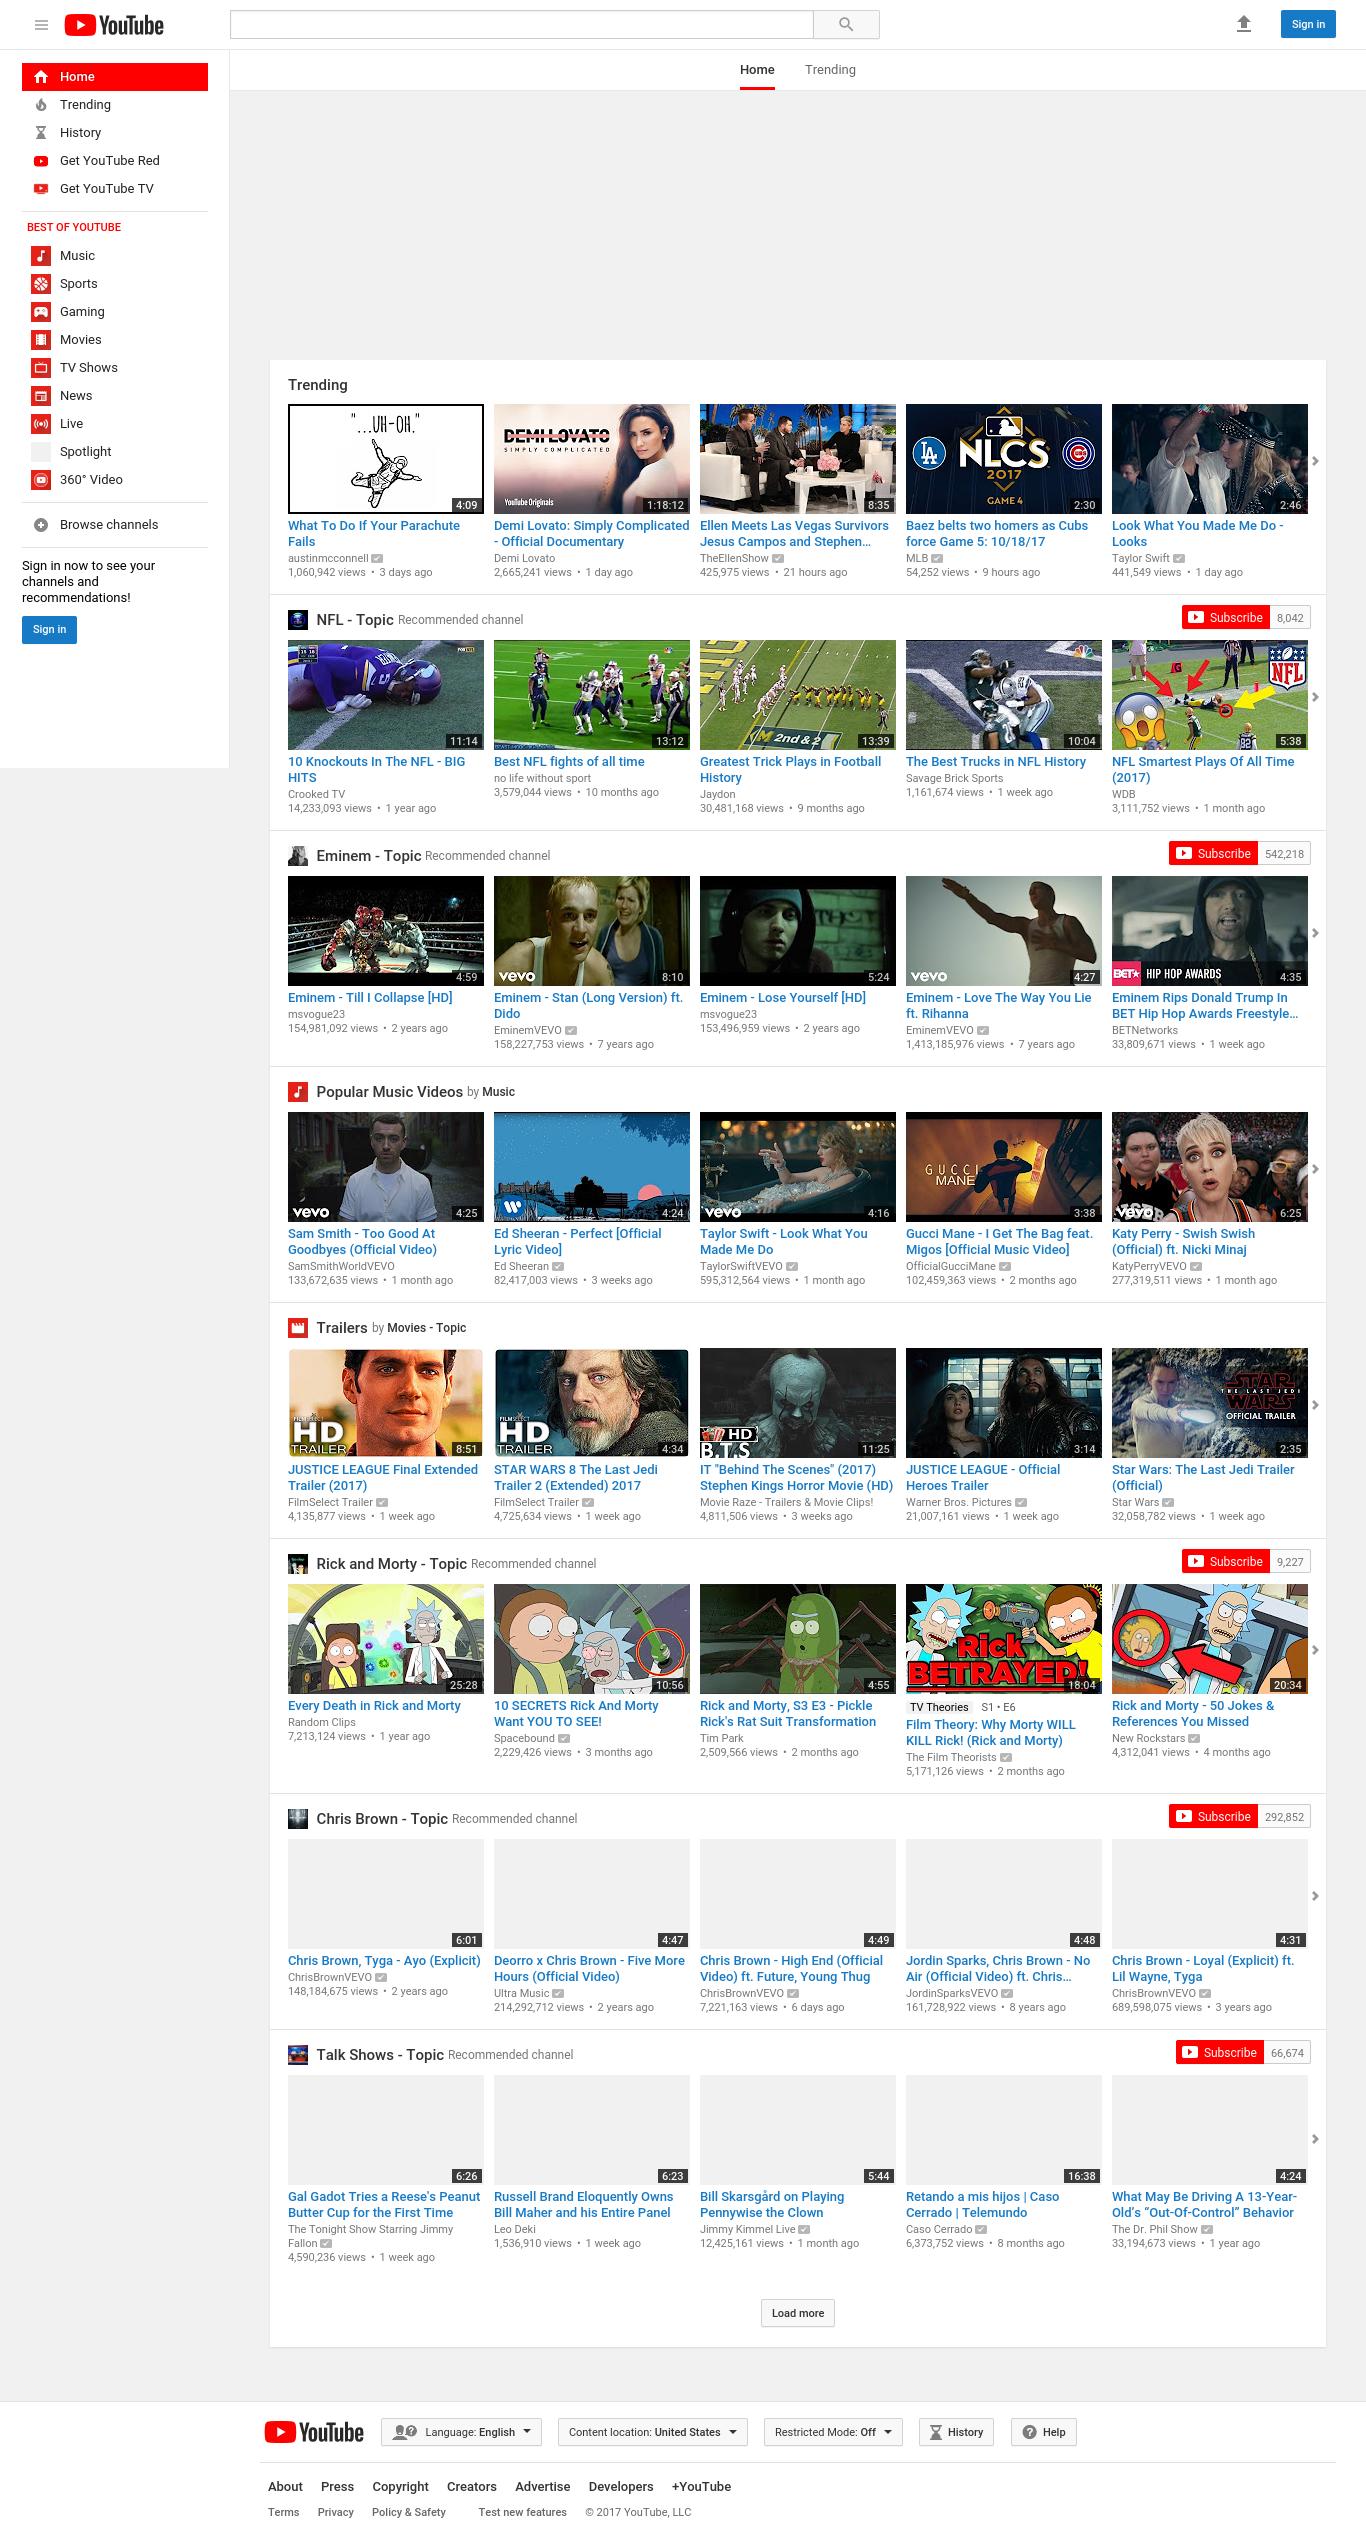 YouTube
Sign in
Home
Trending
Home
Trending
History
Get YouTube Red
Get YouTube TV
BEST OF YOUTUBE
Music
Sports
Gaming
Movies
TV Shows
News
Live
Spotlight
360° Video
Browse channels
Sign in now to see your
channels and
recommendations!
Sign in
Trending
"...UH-OH."
4:09
DEMI LOVATO
SIMPLY COMPLICATED
YouTube Originals
1:18:12
8:35
LA
NLCS
2017
GAME 4
2:30
2:46
What To Do If Your Parachute
Fails
austinmcconnell
1,060,942 views • 3 days ago
Demi Lovato: Simply Complicated
- Official Documentary
Demi Lovato
2,665,241 views • 1 day ago
Ellen Meets Las Vegas Survivors
Jesus Campos and Stephen...
TheEllenShow
425,975 views • 21 hours ago
Baez belts two homers as Cubs
force Game 5: 10/18/17
MLB
54,252 views • 9 hours ago
Look What You Made Me Do -
Looks
Taylor Swift
441,549 views • 1 day ago
NFL - Topic Recommended channel
Subscribe 8,042
11:14
13:12
2nd & 2
13:39
10:04
NFL
5:38
10 Knockouts In The NFL - BIG
HITS
Crooked TV
14,233,093 views • 1 year ago
Best NFL fights of all time
no life without sport
3,579,044 views • 10 months ago
Greatest Trick Plays in Football
History
Jaydon
30,481,168 views • 9 months ago
The Best Trucks in NFL History
Savage Brick Sports
1,161,674 views • 1 week ago
NFL Smartest Plays Of All Time
(2017)
WDB
3,111,752 views • 1 month ago
Eminem - Topic Recommended channel
Subscribe 542,218
4:59
vevo
8:10
5:24
vevo
4:27
BET★ HIP HOP AWARDS
4:35
Eminem - Till I Collapse [HD]
msvogue23
154,981,092 views • 2 years ago
Eminem - Stan (Long Version) ft.
Dido
EminemVEVO
158,227,753 views • 7 years ago
Eminem - Lose Yourself [HD]
msvogue23
153,496,959 views • 2 years ago
Eminem - Love The Way You Lie
ft. Rihanna
EminemVEVO
1,413,185,976 views • 7 years ago
Eminem Rips Donald Trump In
BET Hip Hop Awards Freestyle...
BETNetworks
33,809,671 views • 1 week ago
Popular Music Videos by Music
vevo
4:25
4:24
vevo
4:16
GUCCI
MANE
3:38
vevo
6:25
Sam Smith - Too Good At
Goodbyes (Official Video)
SamSmithWorldVEVO
133,672,635 views • 1 month ago
Ed Sheeran - Perfect [Official
Lyric Video]
Ed Sheeran
82,417,003 views • 3 weeks ago
Taylor Swift - Look What You
Made Me Do
TaylorSwiftVEVO
595,312,564 views • 1 month ago
Gucci Mane - I Get The Bag feat.
Migos [Official Music Video]
OfficialGucciMane
102,459,363 views • 2 months ago
Katy Perry - Swish Swish
(Official) ft. Nicki Minaj
KatyPerryVEVO
277,319,511 views • 1 month ago
Trailers by Movies - Topic
FILMSELECT
HD
TRAILER
8:51
FILMSELECT
HD
TRAILER
4:34
HD
B.T.S
11:25
3:14
STAR
THE LAST JEDI
WARS
OFFICIAL TRAILER
2:35
JUSTICE LEAGUE Final Extended
Trailer (2017)
FilmSelect Trailer
4,135,877 views • 1 week ago
STAR WARS 8 The Last Jedi
Trailer 2 (Extended) 2017
FilmSelect Trailer
4,725,634 views • 1 week ago
IT "Behind The Scenes" (2017)
Stephen Kings Horror Movie (HD)
Movie Raze - Trailers & Movie Clips!
4,811,506 views • 3 weeks ago
JUSTICE LEAGUE - Official
Heroes Trailer
Warner Bros. Pictures
21,007,161 views • 1 week ago
Star Wars: The Last Jedi Trailer
(Official)
Star Wars
32,058,782 views • 1 week ago
Rick and Morty - Topic Recommended channel
Subscribe 9,227
25:28
10:56
4:55
Rick
BETRAYED!
18:04
20:34
Every Death in Rick and Morty
Random Clips
7,213,124 views • 1 year ago
10 SECRETS Rick And Morty
Want YOU TO SEE!
Spacebound
2,229,426 views • 3 months ago
Rick and Morty, S3 E3 - Pickle
Rick's Rat Suit Transformation
Tim Park
2,509,566 views • 2 months ago
TV Theories S1 • E6
Film Theory: Why Morty WILL
KILL Rick! (Rick and Morty)
The Film Theorists
5,171,126 views • 2 months ago
Rick and Morty - 50 Jokes &
References You Missed
New Rockstars
4,312,041 views • 4 months ago
Chris Brown - Topic Recommended channel
Subscribe 292,852
6:01
4:47
4:49
4:48
4:31
Chris Brown, Tyga - Ayo (Explicit)
ChrisBrownVEVO
148,184,675 views • 2 years ago
Deorro x Chris Brown - Five More
Hours (Official Video)
Ultra Music
214,292,712 views • 2 years ago
Chris Brown - High End (Official
Video) ft. Future, Young Thug
ChrisBrownVEVO
7,221,163 views • 6 days ago
Jordin Sparks, Chris Brown - No
Air (Official Video) ft. Chris...
JordinSparksVEVO
161,728,922 views • 8 years ago
Chris Brown - Loyal (Explicit) ft.
Lil Wayne, Tyga
ChrisBrownVEVO
689,598,075 views • 3 years ago
Talk Shows - Topic Recommended channel
Subscribe 66,674
6:26
6:23
5:44
16:38
4:24
Gal Gadot Tries a Reese's Peanut
Butter Cup for the First Time
The Tonight Show Starring Jimmy
Fallon
4,590,236 views • 1 week ago
Russell Brand Eloquently Owns
Bill Maher and his Entire Panel
Leo Deki
1,536,910 views • 1 week ago
Bill Skarsgård on Playing
Pennywise the Clown
Jimmy Kimmel Live
12,425,161 views • 1 month ago
Retando a mis hijos | Caso
Cerrado | Telemundo
Caso Cerrado
6,373,752 views • 8 months ago
What May Be Driving A 13-Year-
Old's “Out-Of-Control” Behavior
The Dr. Phil Show
33,194,673 views • 1 year ago
Load more
YouTube
Language: English
Content location: United States
Restricted Mode: Off
History
Help
About Press Copyright Creators Advertise Developers +YouTube
Terms Privacy Policy & Safety Test new features © 2017 YouTube, LLC